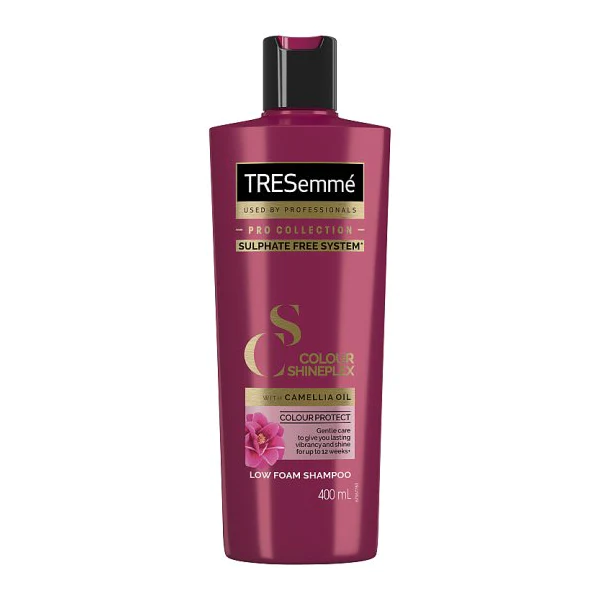 TRESemmé
USED BY PROFESSIONALS
PRO COLLECTION
SULPHATE FREE SYSTEM*
CS
COLOUR
SHINEPLEX
WITH CAMELLIA OIL
COLOUR PROTECT
Gentle care
to give you lasting
vibrancy and shine
for up to 12 weeks+
LOW FOAM SHAMPOO
400 mL